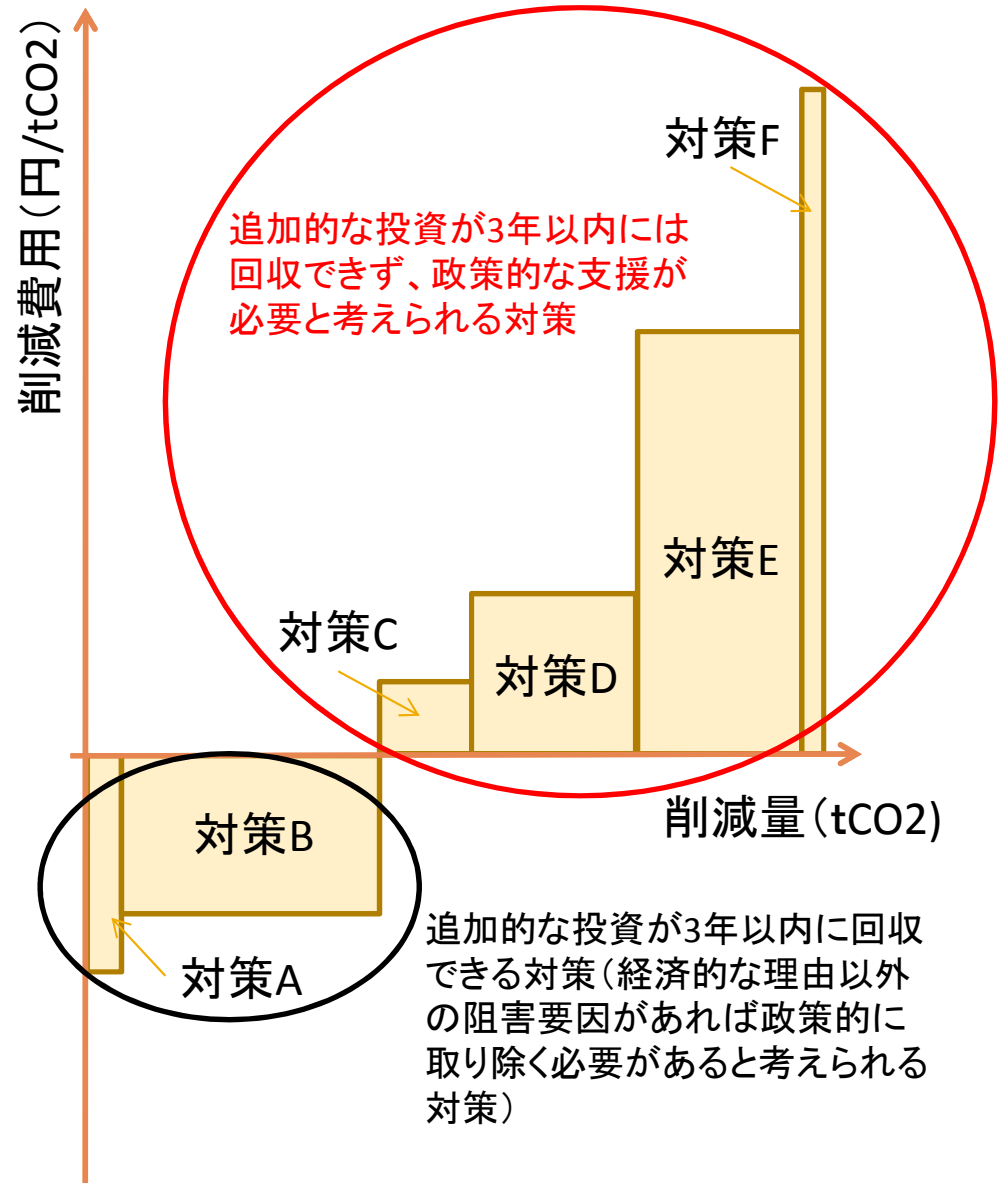 削減費用（円/tCO2）
対策F
追加的な投資が3年以内には
回収できず、政策的な支援が
必要と考えられる対策
対策E
対策C
対策D
削減量（tCO2)
対策B
対策A
追加的な投資が3年以内に回収
できる対策（経済的な理由以外
の阻害要因があれば政策的に
取り除く必要があると考えられる
対策）